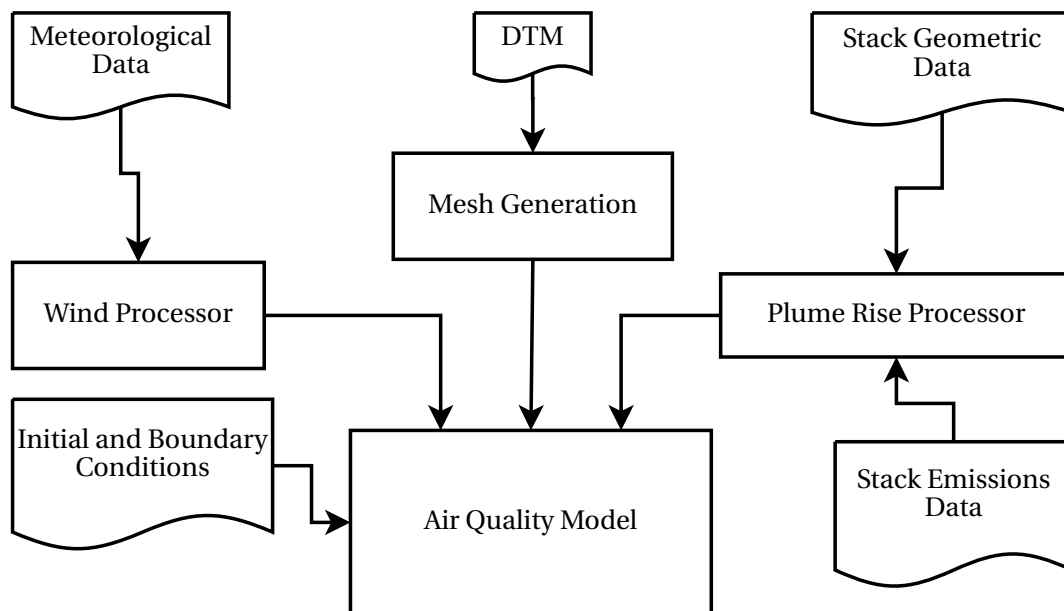 Meteorological
Data
DTM
Stack Geometric
Data
Mesh Generation
Wind Processor
Plume Rise Processor
Initial and Boundary
Conditions
Air Quality Model
Stack Emissions
Data